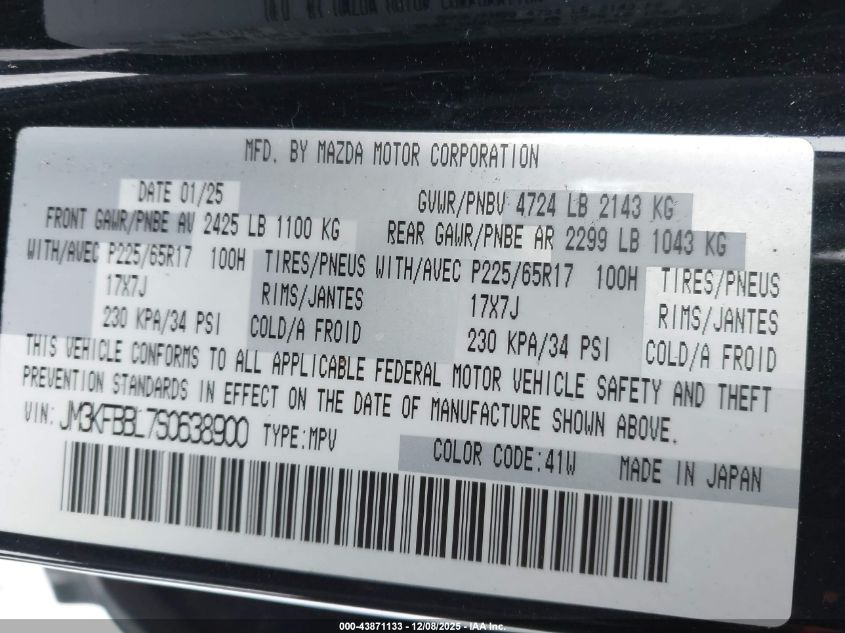 MFD. BY MAZDA MOTOR CORPORATION
DATE 01/25 GVWR/PNBV 4724 LB 2143 KG
FRONT GAWR/PNBE AV 2425 LB 1100 KG REAR GAWR/PNBE AR 2299 LB 1043 KG
WITH/AVEC P225/65R17 100H TIRES/PNEUS WITH/AVEC P225/65R17 100H TIRES/PNEUS
17X7J RIMS/JANTES 17X7J RIMS/JANTES
230 KPA/34 PSI COLD/A FROID 230 KPA/34 PSI COLD/A FROID
THIS VEHICLE CONFORMS TO ALL APPLICABLE FEDERAL MOTOR VEHICLE SAFETY AND THEFT
PREVENTION STANDARDS IN EFFECT ON THE DATE OF MANUFACTURE SHOWN ABOVE.
VIN: JM3KFBBL7S0638900 TYPE:MPV COLOR CODE:41W MADE IN JAPAN
000-43871133 - 12/08/2025 - IAA Inc.